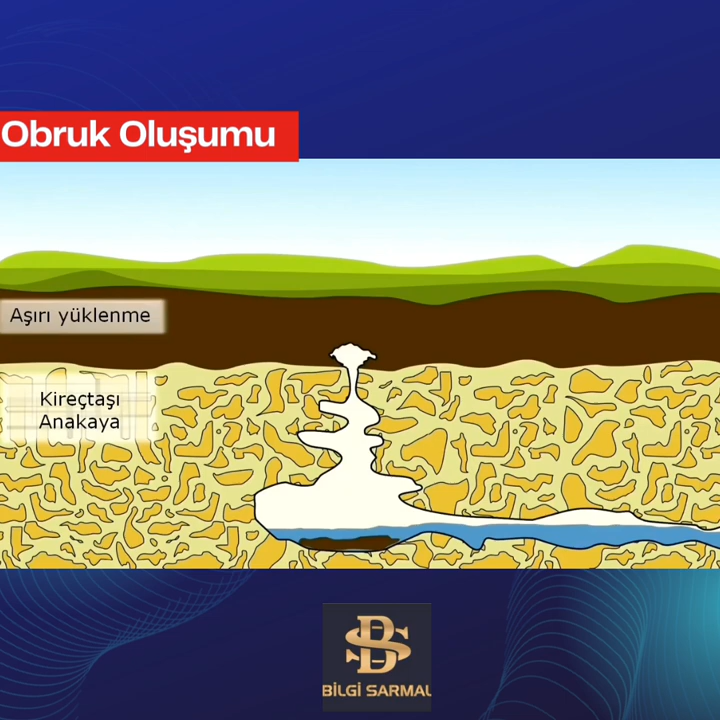 Obruk Oluşumu
Aşırı yüklenme
Kireçtaşı
Anakaya
BİLGİ SARMAL